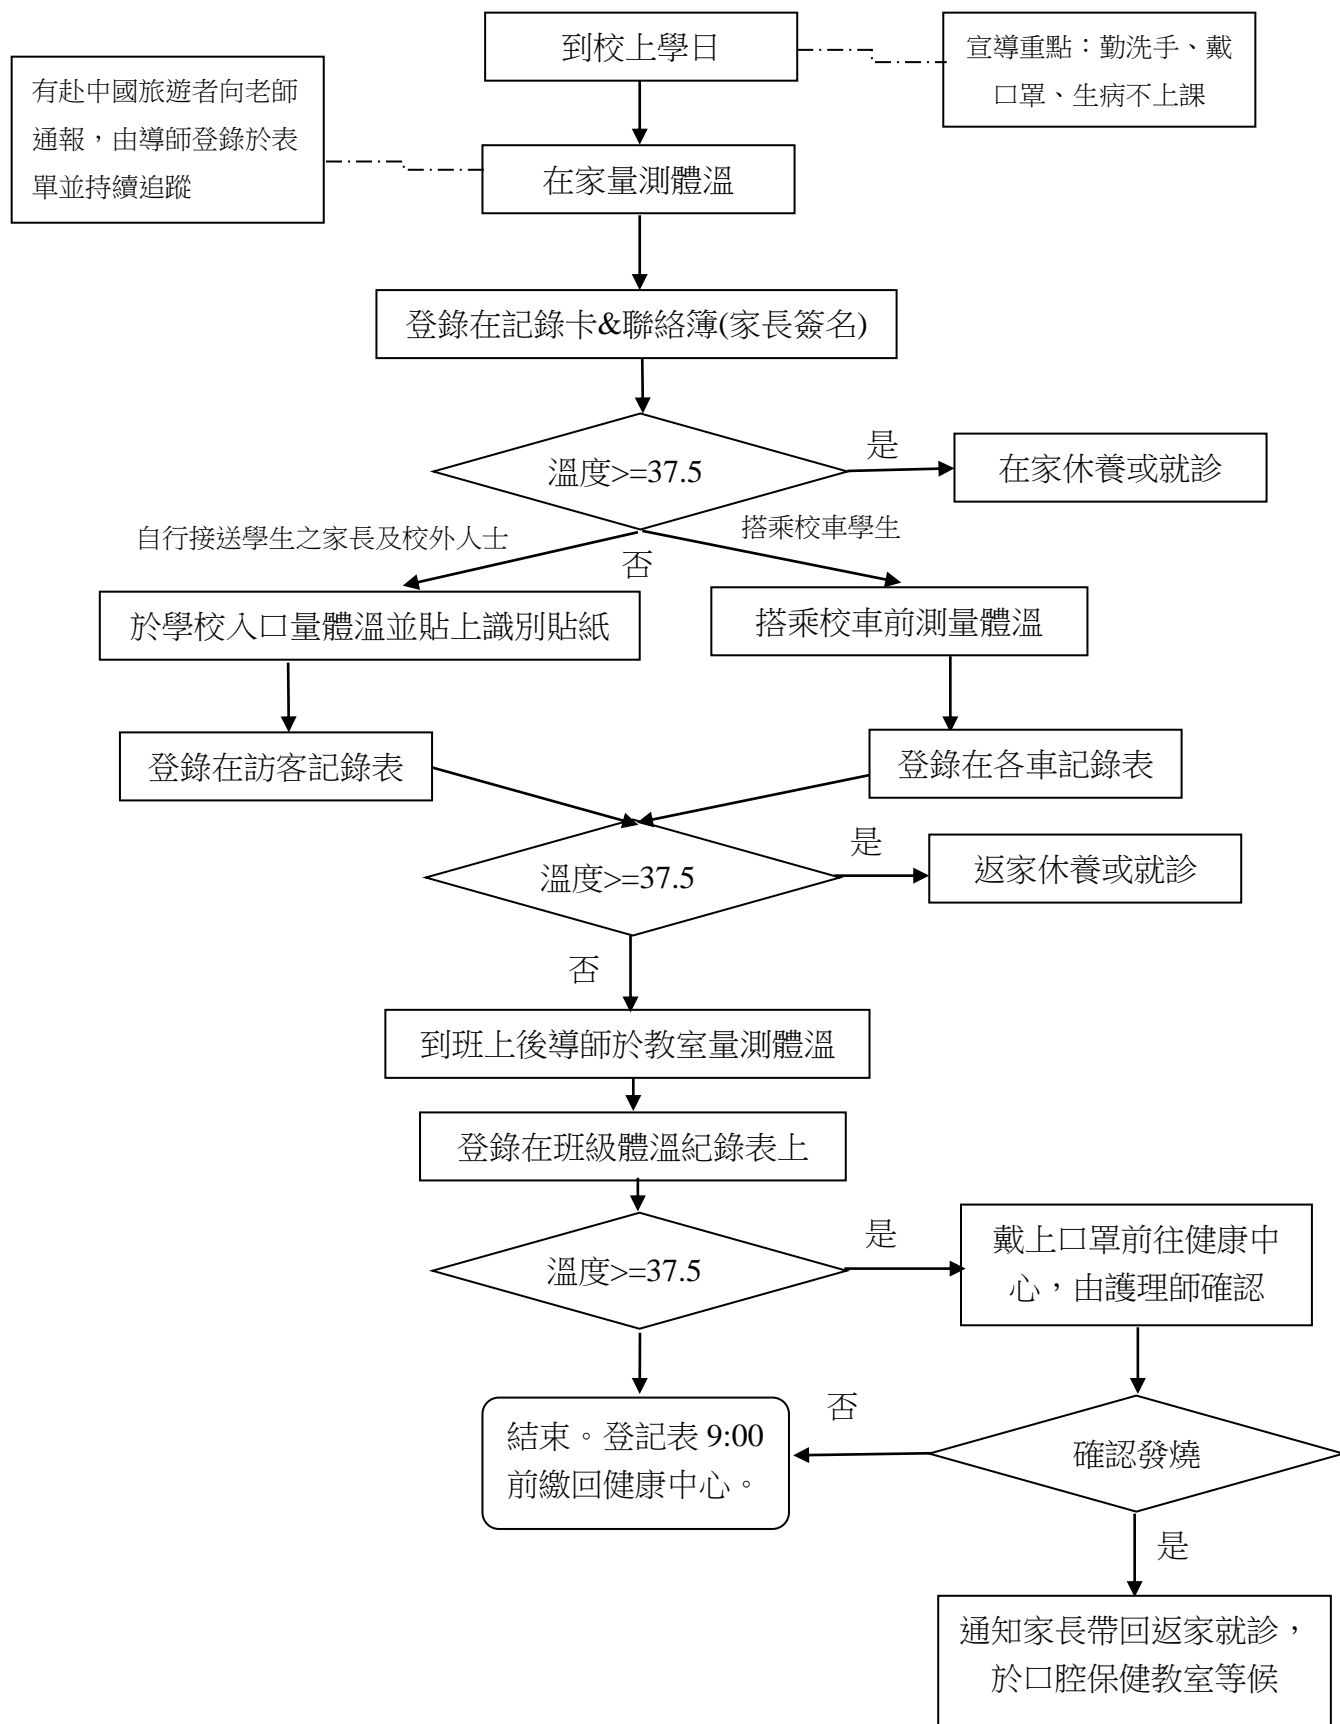 到校上學日
宣導重點：勤洗手、戴
口罩、生病不上課
有赴中國旅遊者向老師
通報，由導師登錄於表
單並持續追蹤
在家量測體溫
登錄在記錄卡&聯絡簿(家長簽名)
溫度>=37.5
是
在家休養或就診
自行接送學生之家長及校外人士
否
搭乘校車學生
於學校入口量體溫並貼上識別貼紙
搭乘校車前測量體溫
登錄在訪客記錄表
登錄在各車記錄表
溫度>=37.5
是
返家休養或就診
否
到班上後導師於教室量測體溫
登錄在班級體溫紀錄表上
溫度>=37.5
是
戴上口罩前往健康中
心，由護理師確認
結束。登記表 9:00
前繳回健康中心。
否
確認發燒
是
通知家長帶回返家就診，
於口腔保健教室等候